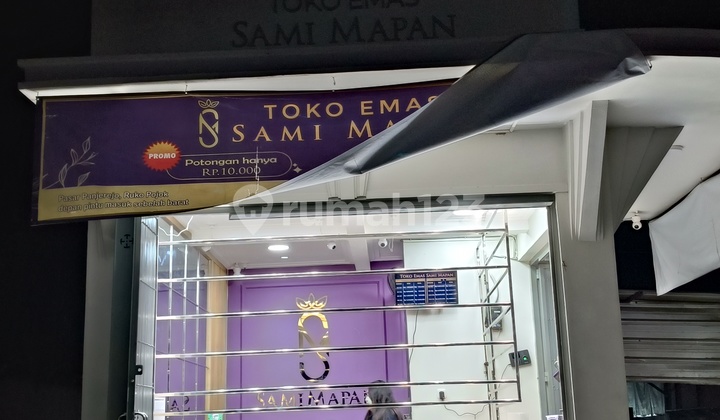 TOKO EMAS
SAMI MAPAN
TOKO EMAS
SAMI MA
PROMO
Potongan hanya
Rp.10.000
Pasar Panjerejo, Ruko Pojok
depan pintu masuk sebelah barat
rumah123
TOKO EMAS SAMI MAPAN
SAMI MAPAN